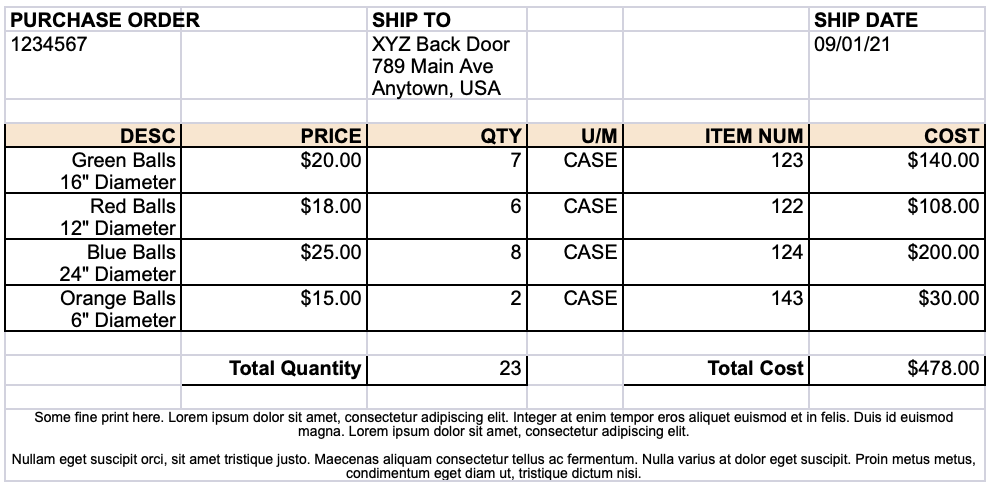 PURCHASE ORDER SHIP TO SHIP DATE
1234567 XYZ Back Door 09/01/21
789 Main Ave
Anytown, USA
DESC PRICE QTY U/M ITEM NUM COST
Green Balls $20.00 7 CASE 123 $140.00
16" Diameter
Red Balls $18.00 6 CASE 122 $108.00
12" Diameter
Blue Balls $25.00 8 CASE 124 $200.00
24" Diameter
Orange Balls $15.00 2 CASE 143 $30.00
6" Diameter
Total Quantity 23 Total Cost $478.00
Some fine print here. Lorem ipsum dolor sit amet, consectetur adipiscing elit. Integer at enim tempor eros aliquet euismod et in felis. Duis id euismod
magna. Lorem ipsum dolor sit amet, consectetur adipiscing elit.
Nullam eget suscipit orci, sit amet tristique justo. Maecenas aliquam consectetur tellus ac fermentum. Nulla varius at dolor eget suscipit. Proin metus metus,
condimentum eget diam ut, tristique dictum nisi.